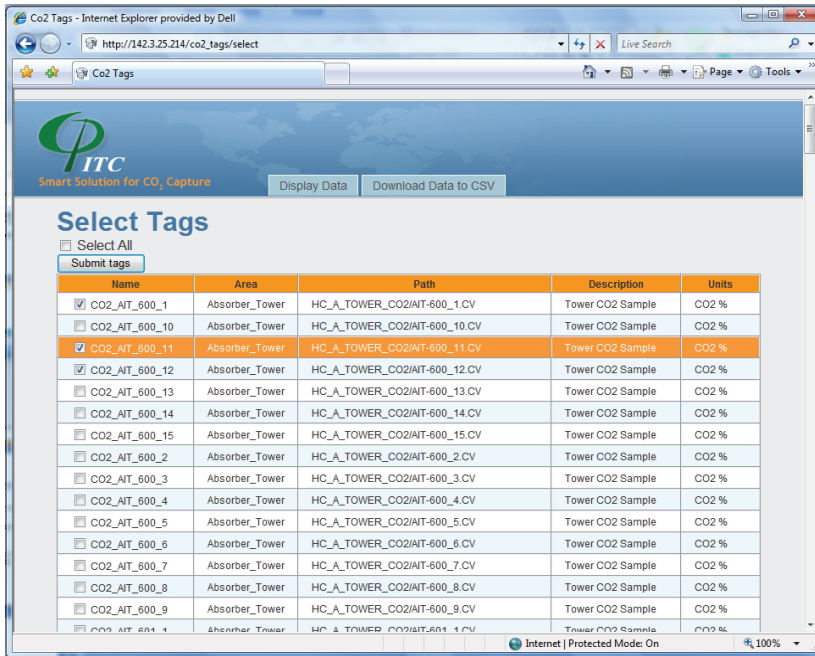 Co2 Tags - Internet Explorer provided by Dell
http://142.3.25.214/co2_tags/select
Live Search
Co2 Tags
Page Tools
ITC
Smart Solution for CO2 Capture
Display Data Download Data to CSV
Select Tags
Select All
Submit tags
Name Area Path Description Units
CO2_AIT_600_1 Absorber_Tower HC_A_TOWER_CO2/AIT-600_1.CV Tower CO2 Sample CO2 %
CO2_AIT_600_10 Absorber_Tower HC_A_TOWER_CO2/AIT-600_10.CV Tower CO2 Sample CO2 %
CO2_AIT_600_11 Absorber_Tower HC_A_TOWER_CO2/AIT-600_11.CV Tower CO2 Sample CO2 %
CO2_AIT_600_12 Absorber_Tower HC_A_TOWER_CO2/AIT-600_12.CV Tower CO2 Sample CO2 %
CO2_AIT_600_13 Absorber_Tower HC_A_TOWER_CO2/AIT-600_13.CV Tower CO2 Sample CO2 %
CO2_AIT_600_14 Absorber_Tower HC_A_TOWER_CO2/AIT-600_14.CV Tower CO2 Sample CO2 %
CO2_AIT_600_15 Absorber_Tower HC_A_TOWER_CO2/AIT-600_15.CV Tower CO2 Sample CO2 %
CO2_AIT_600_2 Absorber_Tower HC_A_TOWER_CO2/AIT-600_2.CV Tower CO2 Sample CO2 %
CO2_AIT_600_3 Absorber_Tower HC_A_TOWER_CO2/AIT-600_3.CV Tower CO2 Sample CO2 %
CO2_AIT_600_4 Absorber_Tower HC_A_TOWER_CO2/AIT-600_4.CV Tower CO2 Sample CO2 %
CO2_AIT_600_5 Absorber_Tower HC_A_TOWER_CO2/AIT-600_5.CV Tower CO2 Sample CO2 %
CO2_AIT_600_6 Absorber_Tower HC_A_TOWER_CO2/AIT-600_6.CV Tower CO2 Sample CO2 %
CO2_AIT_600_7 Absorber_Tower HC_A_TOWER_CO2/AIT-600_7.CV Tower CO2 Sample CO2 %
CO2_AIT_600_8 Absorber_Tower HC_A_TOWER_CO2/AIT-600_8.CV Tower CO2 Sample CO2 %
CO2_AIT_600_9 Absorber_Tower HC_A_TOWER_CO2/AIT-600_9.CV Tower CO2 Sample CO2 %
CO2_AIT_601_1 Absorber_Tower HC_A_TOWER_CO2/AIT-601_1.CV Tower CO2 Sample CO2 %
Internet | Protected Mode: On 100%